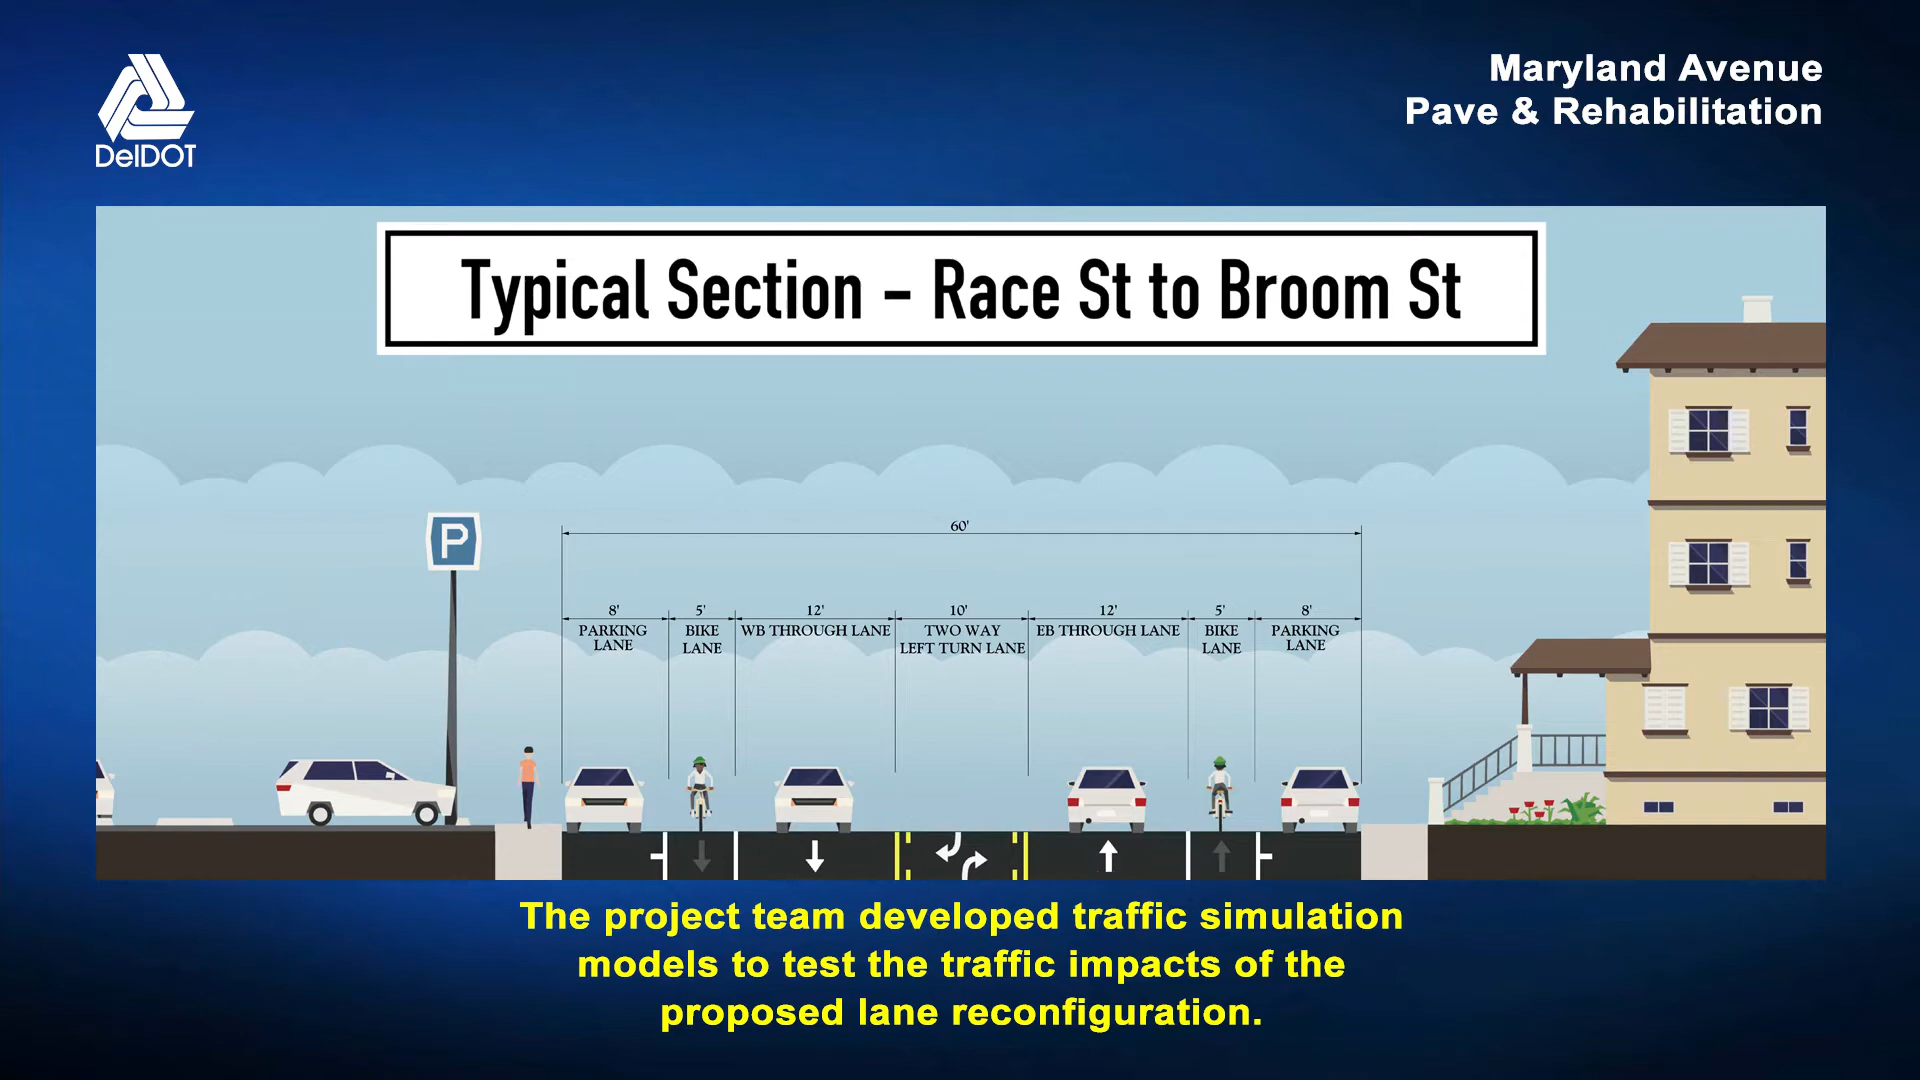 DelDOT
Maryland Avenue
Pave & Rehabilitation
Typical Section – Race St to Broom St
P
60'
8'
PARKING
LANE
5'
BIKE
LANE
12'
WB THROUGH LANE
10'
TWO WAY
LEFT TURN LANE
12'
EB THROUGH LANE
5'
BIKE
LANE
8'
PARKING
LANE
The project team developed traffic simulation
models to test the traffic impacts of the
proposed lane reconfiguration.